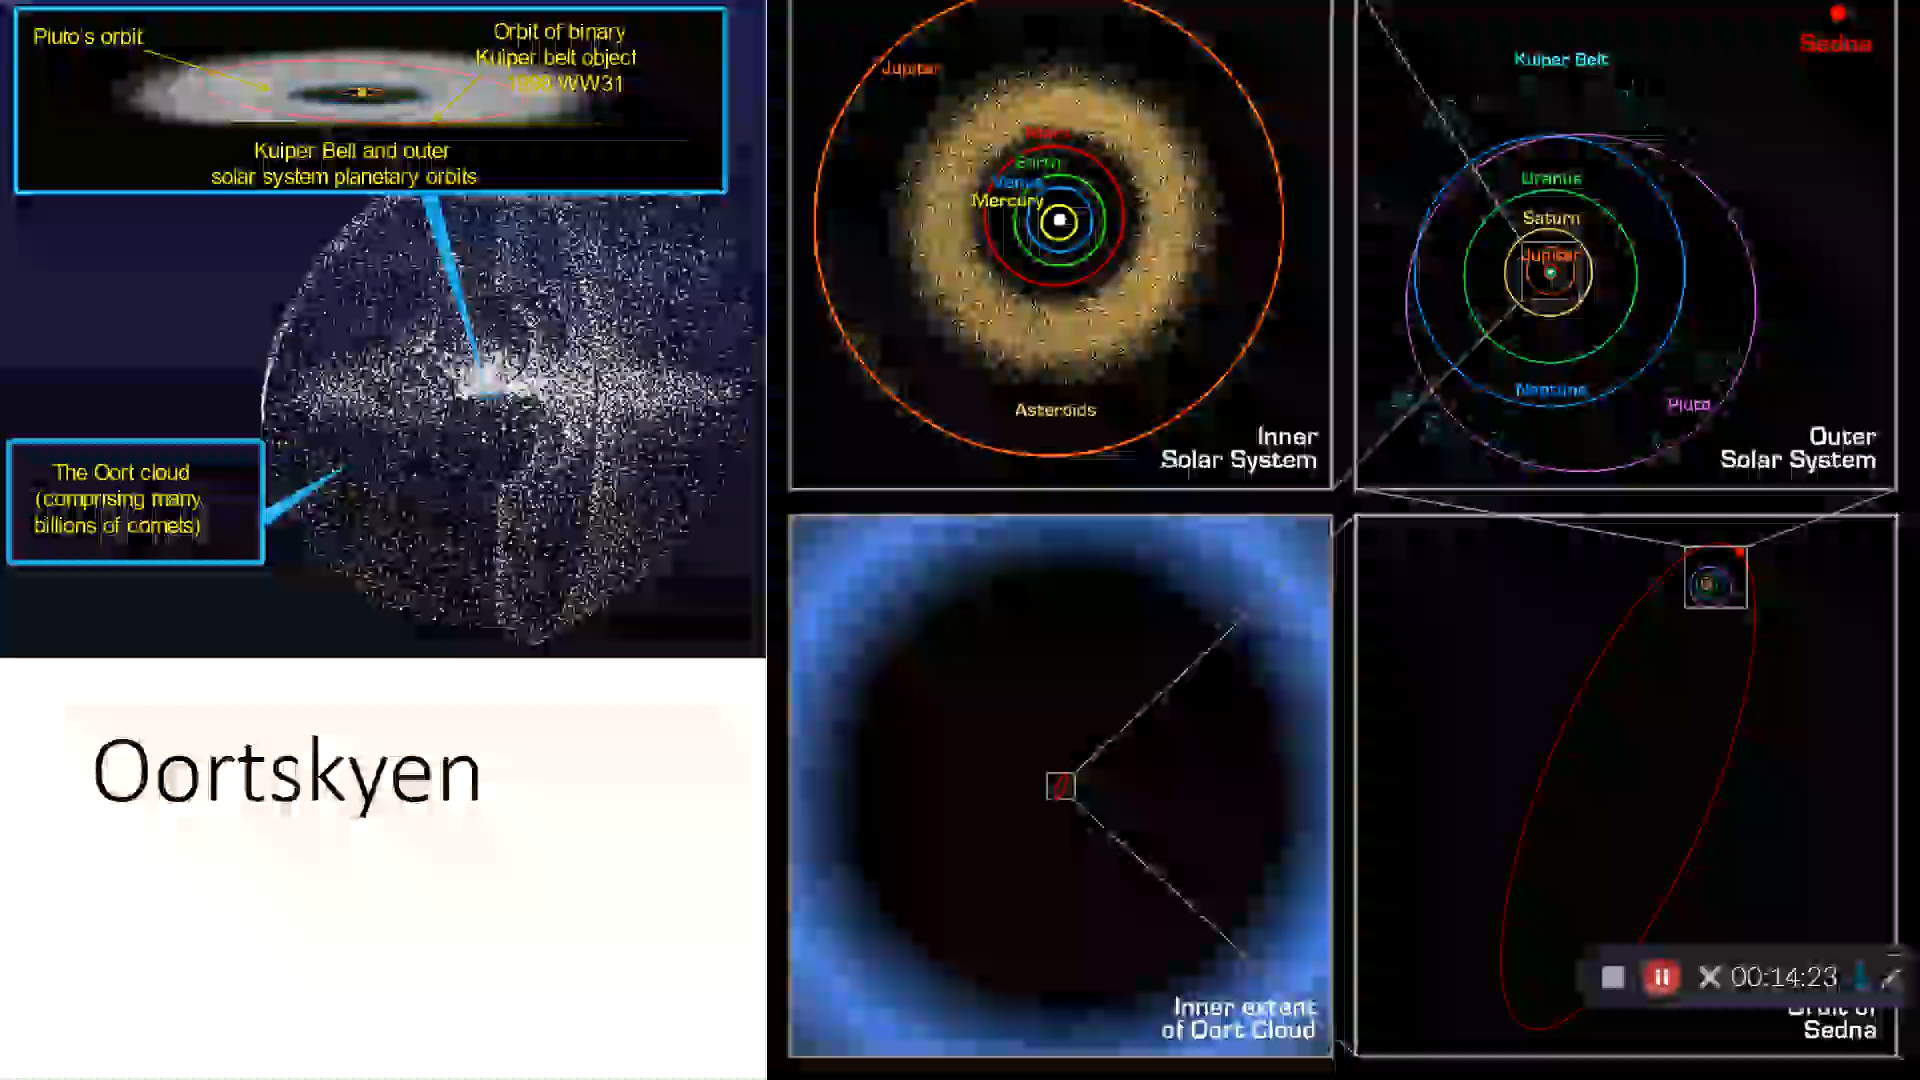 Pluto's orbit
Orbit of binary
Kuiper belt object
1998 WW31
Kuiper Belt and outer
solar system planetary orbits
The Oort cloud
(comprising many
billions of comets)
Oortskyen
Jupiter
Mars
Earth
Venus
Mercury
Asteroids
Inner
Solar System
Sedna
Kuiper Belt
Uranus
Saturn
Jupiter
Neptune
Pluto
Outer
Solar System
Inner extent
of Oort Cloud
Orbit of
Sedna
00:14:23